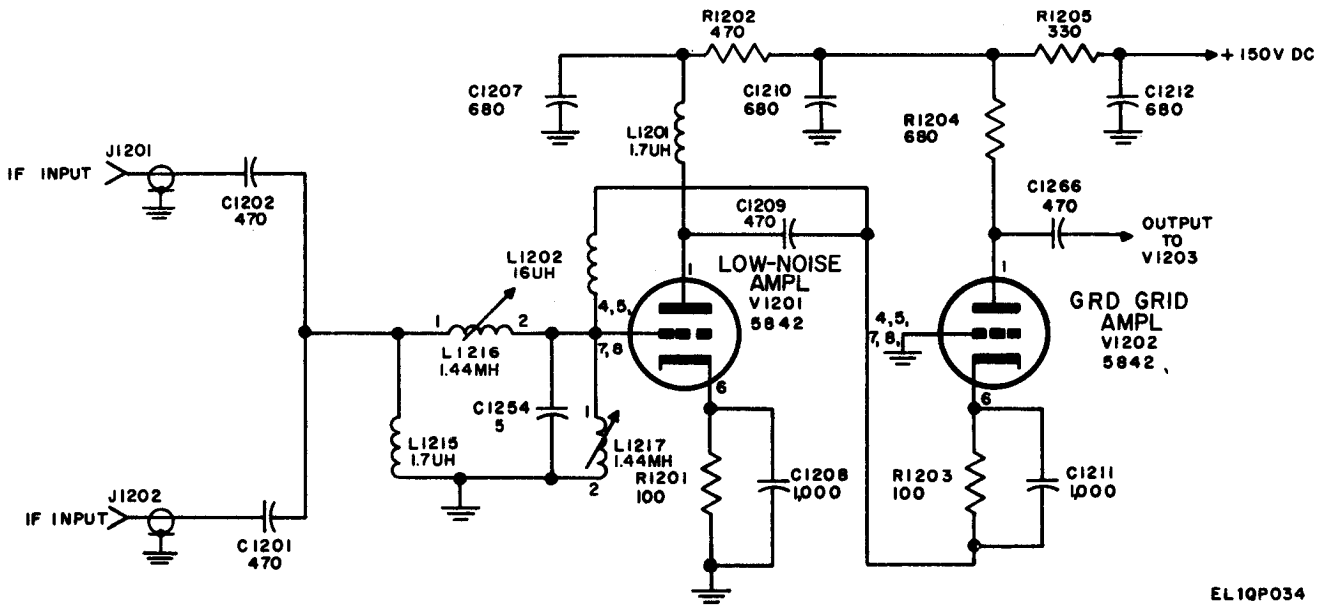 R1202
470
R1205
330
+150V DC
C1207
680
C1210
680
C1212
680
L1201
1.7UH
R1204
680
J1201
IF INPUT
C1202
470
C1209
470
C1266
470
OUTPUT
TO
V1203
L1202
16UH
LOW-NOISE
AMPL
V1201
5842
1
4,5,
7,8
6
1
GRD GRID
AMPL
V1202
5842
4,5,
7,8,
6
1
2
L1216
1.44MH
C1254
5
1
L1217
1.44MH
2
L1215
1.7UH
R1201
100
C1208
1,000
R1203
100
C1211
1,000
J1202
IF INPUT
C1201
470
EL1QP034